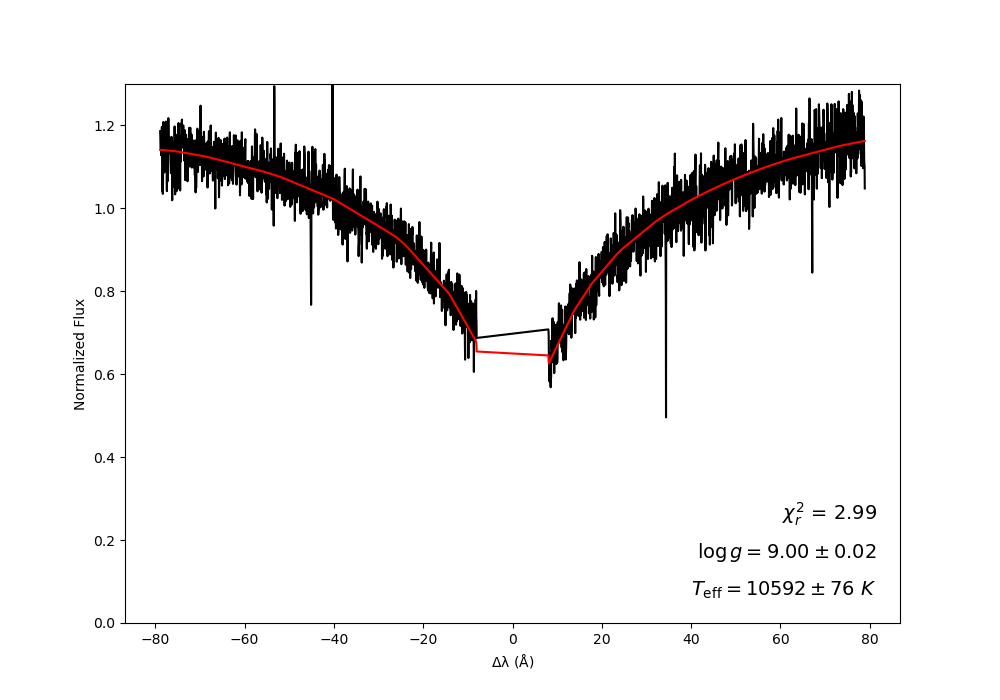 1.2
1.0
0.8
0.6
0.4
0.2
0.0
Normalized Flux
χ²ᵣ = 2.99
log g = 9.00 ± 0.02
T_eff = 10592 ± 76 K
−80 −60 −40 −20 0 20 40 60 80
Δλ (Å)